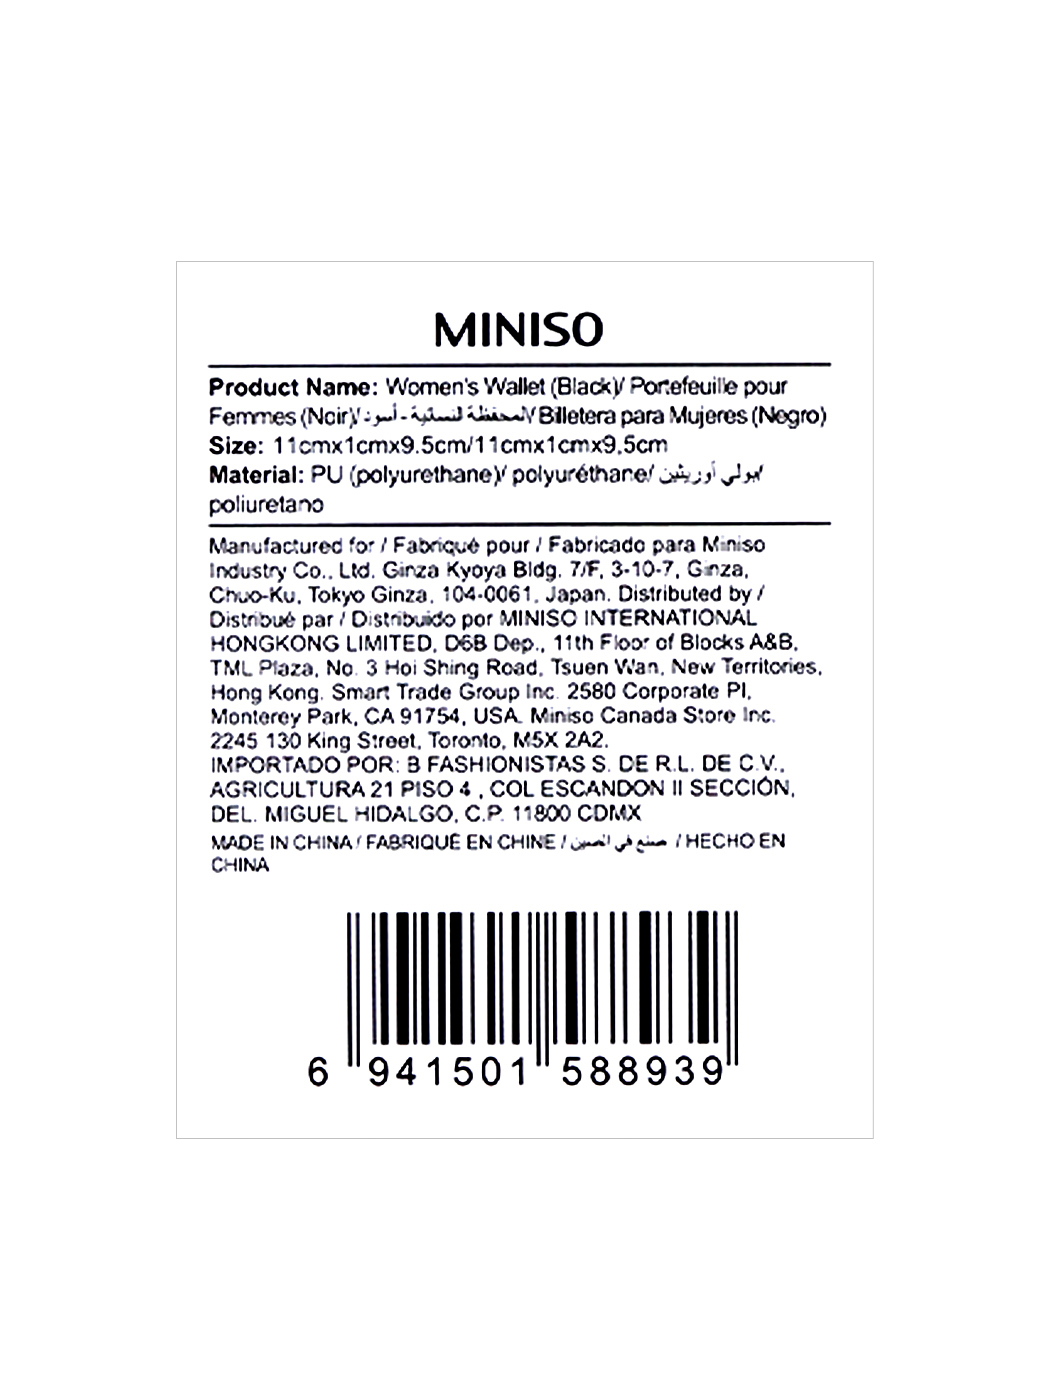 MINISO
Product Name: Women's Wallet (Black)/ Portefeuille pour
Femmes (Noir)/المحفظة النسائية - أسود/Billetera para Mujeres (Negro)
Size: 11cmx1cmx9.5cm/11cmx1cmx9.5cm
Material: PU (polyurethane)/ polyuréthane/ بولي أوريثين/
poliuretano
Manufactured for / Fabriqué pour / Fabricado para Miniso
Industry Co., Ltd. Ginza Kyoya Bldg. 7/F, 3-10-7, Ginza,
Chuo-Ku, Tokyo Ginza, 104-0061, Japan. Distributed by /
Distribué par / Distribuido por MINISO INTERNATIONAL
HONGKONG LIMITED, D6B Dep., 11th Floor of Blocks A&B,
TML Plaza, No. 3 Hoi Shing Road, Tsuen Wan, New Territories,
Hong Kong. Smart Trade Group Inc. 2580 Corporate Pl,
Monterey Park, CA 91754, USA. Miniso Canada Store Inc.
2245 130 King Street, Toronto, M5X 2A2.
IMPORTADO POR: B FASHIONISTAS S. DE R.L. DE C.V.,
AGRICULTURA 21 PISO 4 , COL ESCANDON II SECCIÓN,
DEL. MIGUEL HIDALGO, C.P. 11800 CDMX
MADE IN CHINA / FABRIQUÉ EN CHINE / صنع في الصين / HECHO EN
CHINA
6 941501 588939